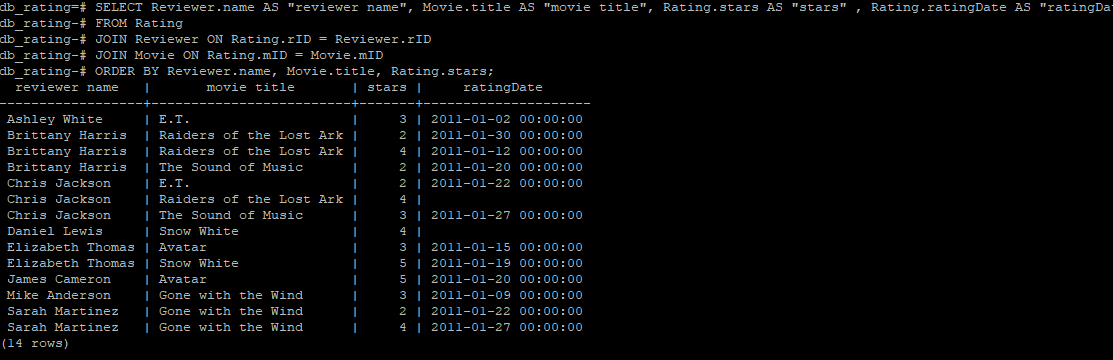 db_rating=# SELECT Reviewer.name AS "reviewer name", Movie.title AS "movie title", Rating.stars AS "stars" , Rating.ratingDate AS "ratingDa
db_rating-# FROM Rating
db_rating-# JOIN Reviewer ON Rating.rID = Reviewer.rID
db_rating-# JOIN Movie ON Rating.mID = Movie.mID
db_rating-# ORDER BY Reviewer.name, Movie.title, Rating.stars;
  reviewer name   |       movie title        | stars |     ratingDate
------------------+--------------------------+-------+---------------------
 Ashley White     | E.T.                     |     3 | 2011-01-02 00:00:00
 Brittany Harris  | Raiders of the Lost Ark  |     2 | 2011-01-30 00:00:00
 Brittany Harris  | Raiders of the Lost Ark  |     4 | 2011-01-12 00:00:00
 Brittany Harris  | The Sound of Music       |     2 | 2011-01-20 00:00:00
 Chris Jackson    | E.T.                     |     2 | 2011-01-22 00:00:00
 Chris Jackson    | Raiders of the Lost Ark  |     4 |
 Chris Jackson    | The Sound of Music       |     3 | 2011-01-27 00:00:00
 Daniel Lewis     | Snow White               |     4 |
 Elizabeth Thomas | Avatar                   |     3 | 2011-01-15 00:00:00
 Elizabeth Thomas | Snow White               |     5 | 2011-01-19 00:00:00
 James Cameron    | Avatar                   |     5 | 2011-01-20 00:00:00
 Mike Anderson    | Gone with the Wind       |     3 | 2011-01-09 00:00:00
 Sarah Martinez   | Gone with the Wind       |     2 | 2011-01-22 00:00:00
 Sarah Martinez   | Gone with the Wind       |     4 | 2011-01-27 00:00:00
(14 rows)